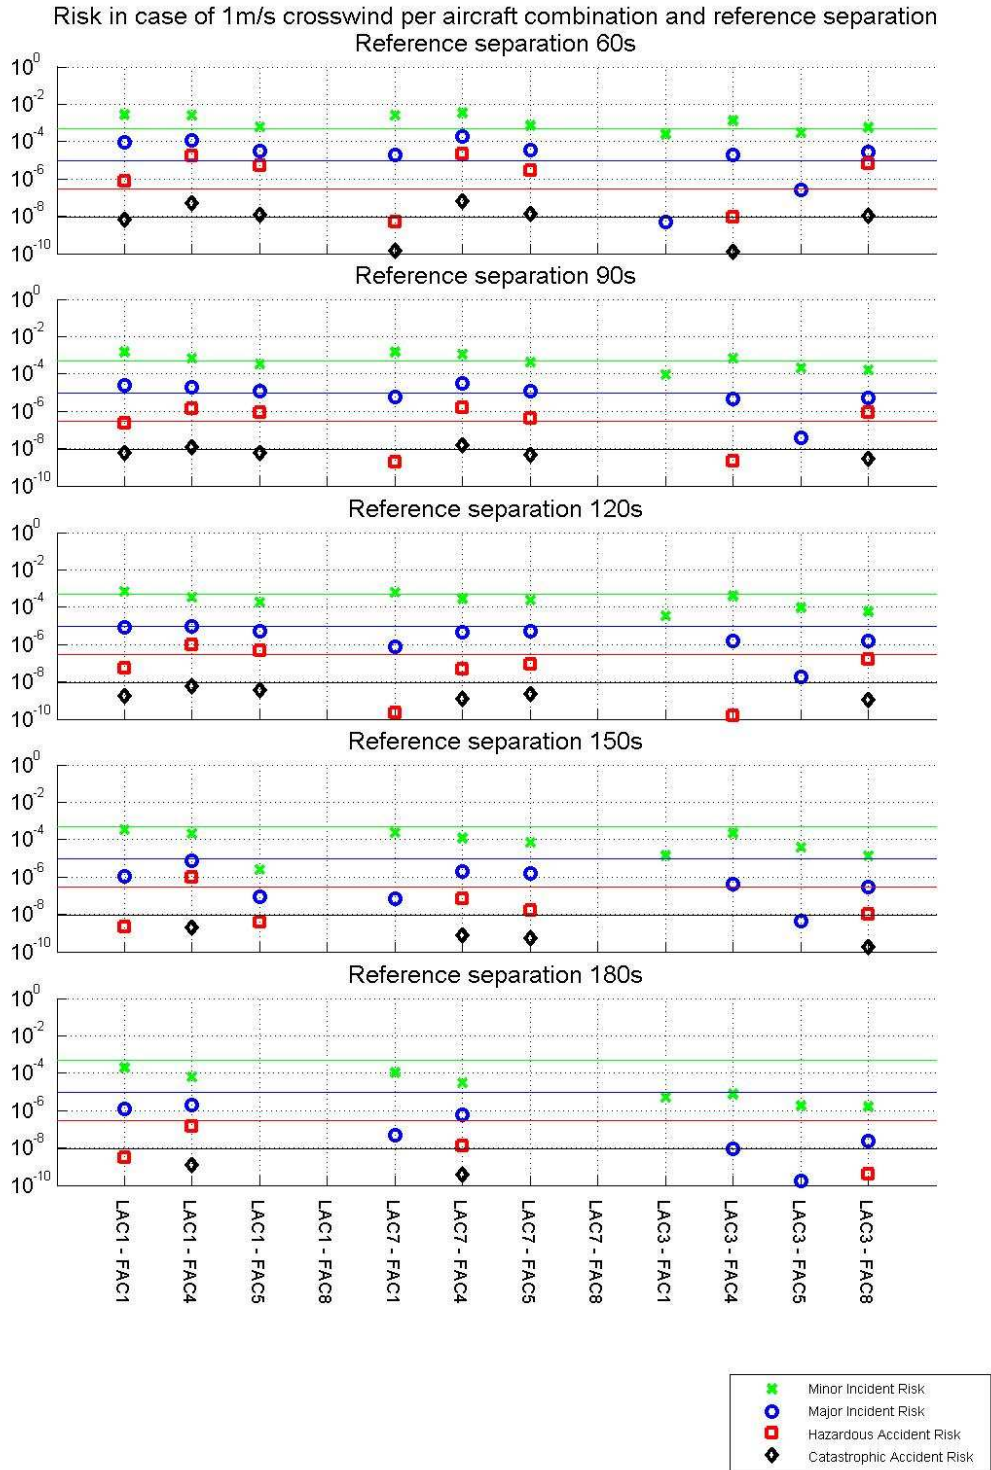 Risk in case of 1m/s crosswind per aircraft combination and reference separation
Reference separation 60s
10^0
10^-2
10^-4
10^-6
10^-8
10^-10
Reference separation 90s
10^0
10^-2
10^-4
10^-6
10^-8
10^-10
Reference separation 120s
10^0
10^-2
10^-4
10^-6
10^-8
10^-10
Reference separation 150s
10^0
10^-2
10^-4
10^-6
10^-8
10^-10
Reference separation 180s
10^0
10^-2
10^-4
10^-6
10^-8
10^-10
LAC1 - FAC1
LAC1 - FAC4
LAC1 - FAC5
LAC1 - FAC8
LAC7 - FAC1
LAC7 - FAC4
LAC7 - FAC5
LAC7 - FAC8
LAC3 - FAC1
LAC3 - FAC4
LAC3 - FAC5
LAC3 - FAC8
Minor Incident Risk
Major Incident Risk
Hazardous Accident Risk
Catastrophic Accident Risk